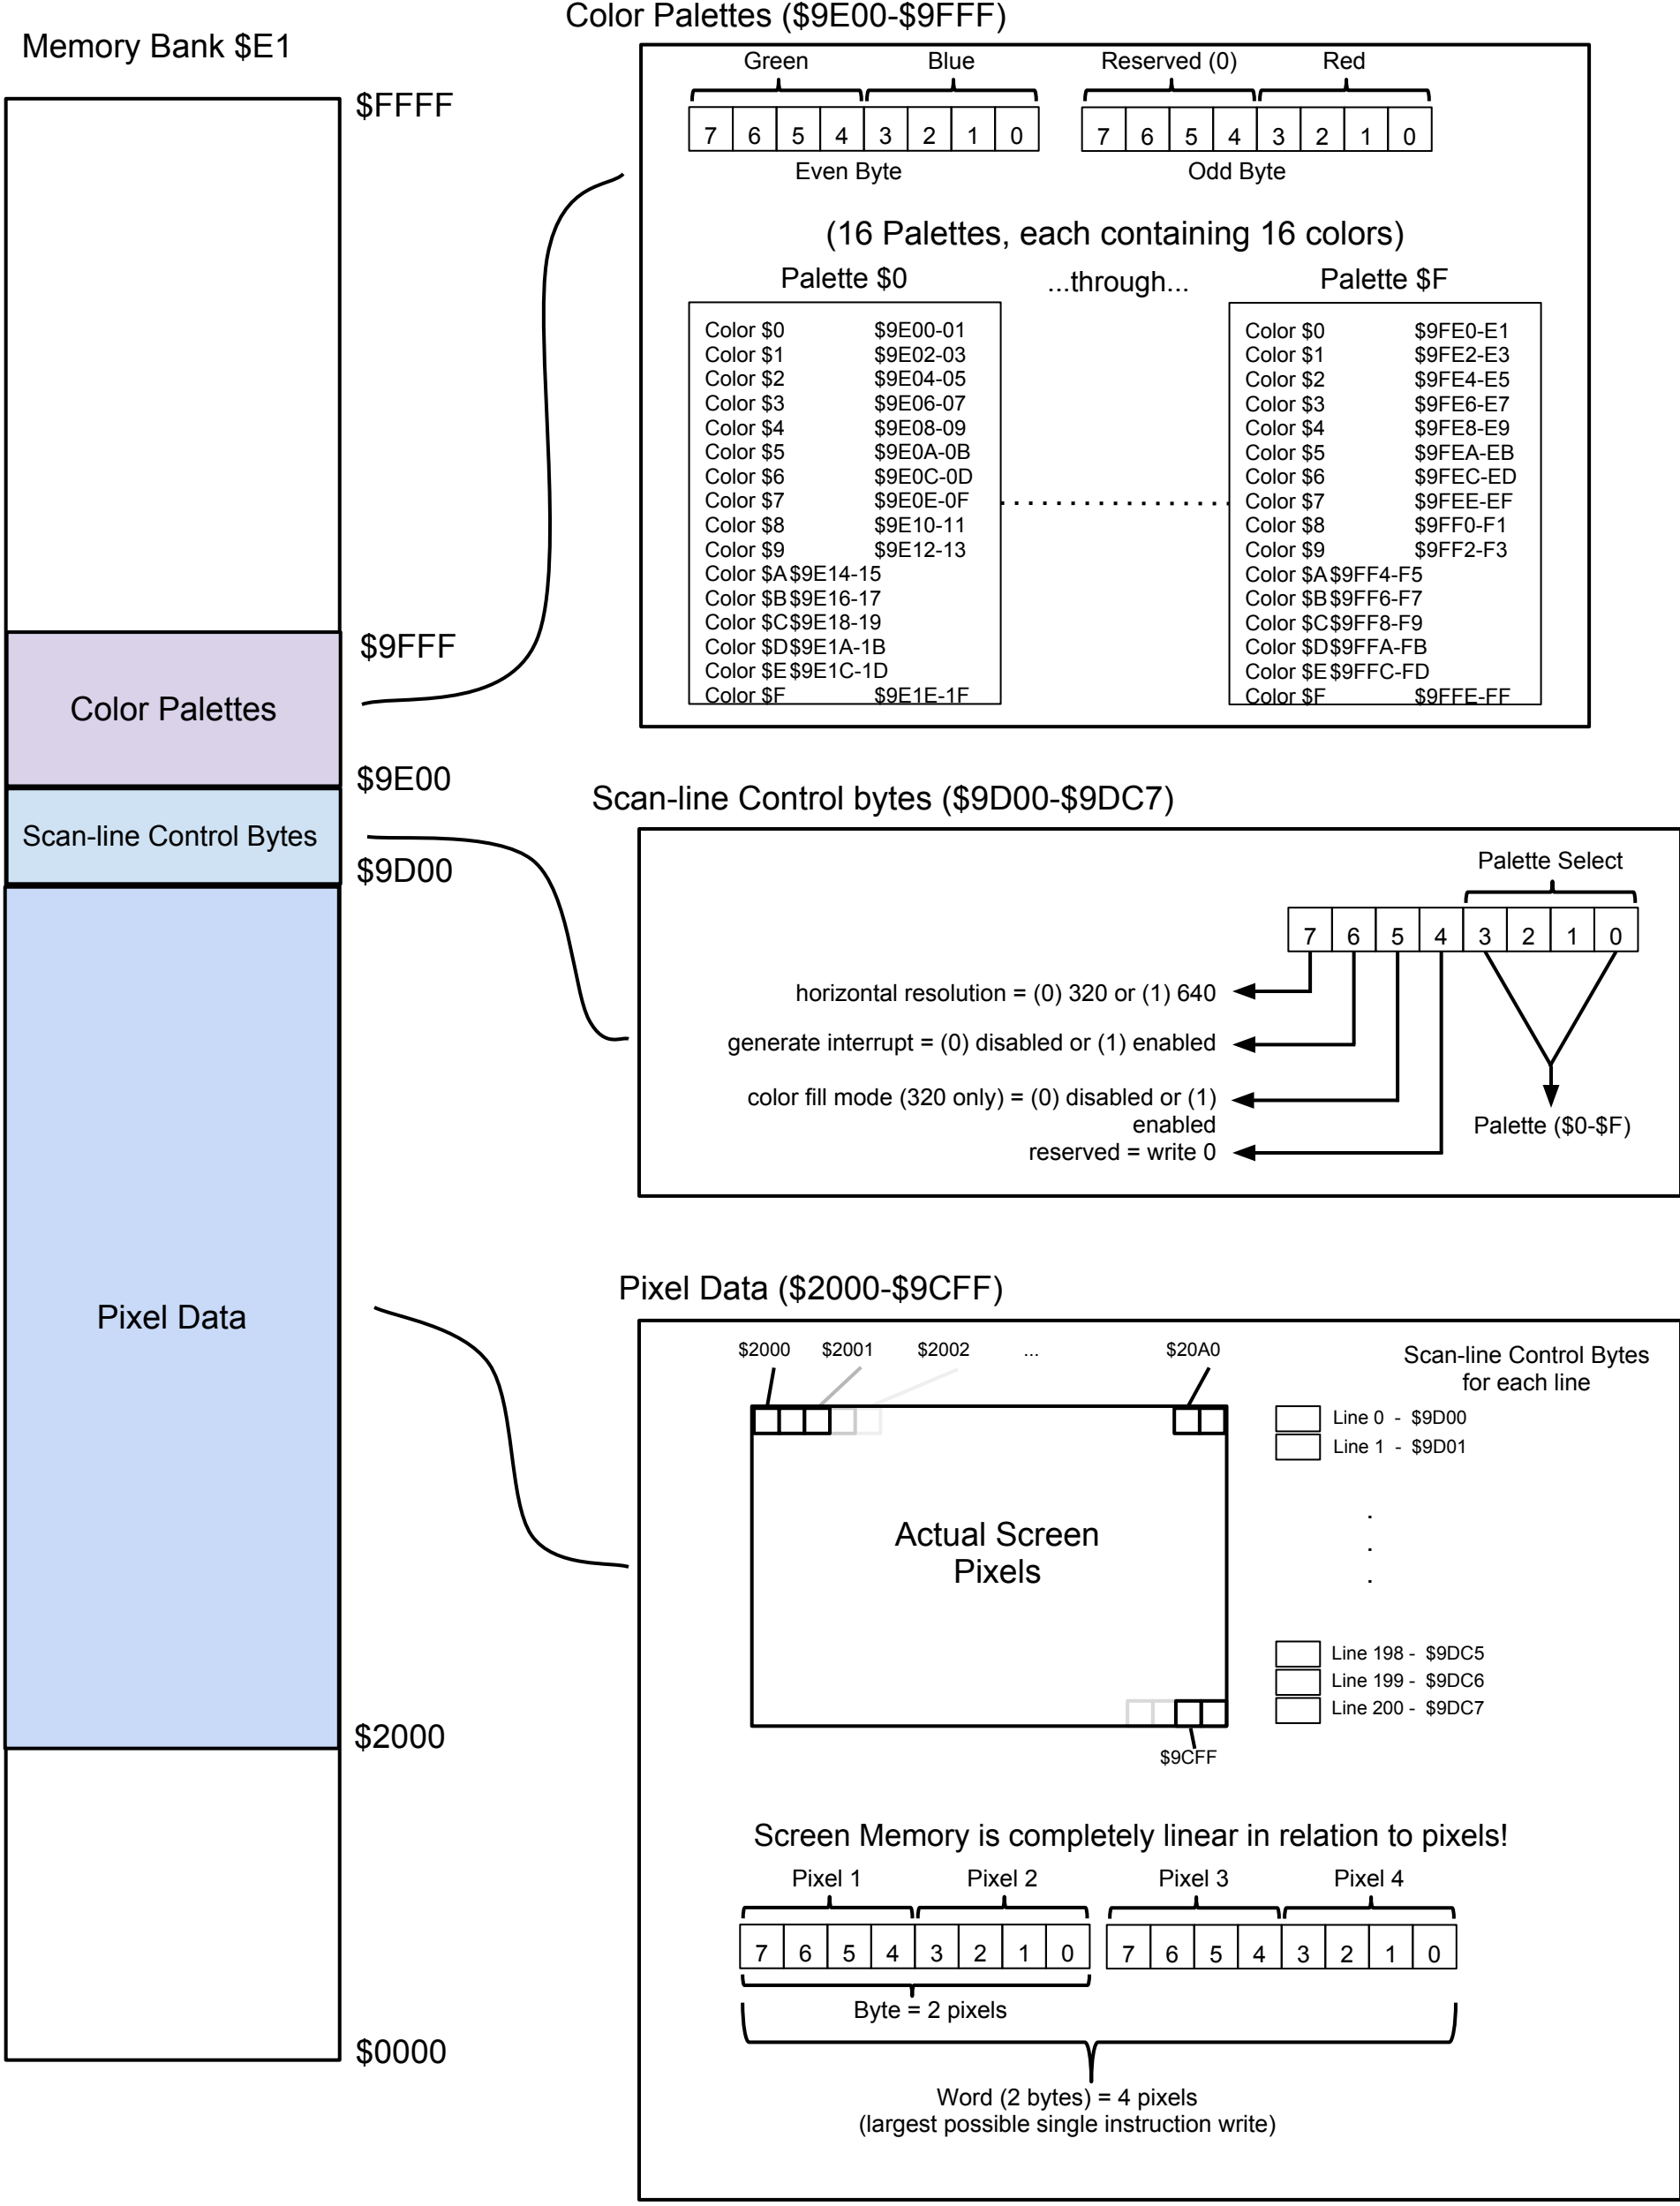 Color Palettes ($9E00-$9FFF)
Memory Bank $E1
$FFFF
$9FFF
Color Palettes
$9E00
Scan-line Control Bytes
$9D00
Pixel Data
$2000
$0000
Green Blue Reserved (0) Red
7 6 5 4 3 2 1 0 7 6 5 4 3 2 1 0
Even Byte Odd Byte
(16 Palettes, each containing 16 colors)
Palette $0 ...through... Palette $F
Color $0 $9E00-01
Color $1 $9E02-03
Color $2 $9E04-05
Color $3 $9E06-07
Color $4 $9E08-09
Color $5 $9E0A-0B
Color $6 $9E0C-0D
Color $7 $9E0E-0F
Color $8 $9E10-11
Color $9 $9E12-13
Color $A $9E14-15
Color $B $9E16-17
Color $C $9E18-19
Color $D $9E1A-1B
Color $E $9E1C-1D
Color $F $9E1E-1F
Color $0 $9FE0-E1
Color $1 $9FE2-E3
Color $2 $9FE4-E5
Color $3 $9FE6-E7
Color $4 $9FE8-E9
Color $5 $9FEA-EB
Color $6 $9FEC-ED
Color $7 $9FEE-EF
Color $8 $9FF0-F1
Color $9 $9FF2-F3
Color $A $9FF4-F5
Color $B $9FF6-F7
Color $C $9FF8-F9
Color $D $9FFA-FB
Color $E $9FFC-FD
Color $F $9FFE-FF
Scan-line Control bytes ($9D00-$9DC7)
Palette Select
7 6 5 4 3 2 1 0
horizontal resolution = (0) 320 or (1) 640
generate interrupt = (0) disabled or (1) enabled
color fill mode (320 only) = (0) disabled or (1)
enabled
reserved = write 0
Palette ($0-$F)
Pixel Data ($2000-$9CFF)
$2000 $2001 $2002 ... $20A0
Scan-line Control Bytes
for each line
Line 0 - $9D00
Line 1 - $9D01
.
.
.
Actual Screen
Pixels
Line 198 - $9DC5
Line 199 - $9DC6
Line 200 - $9DC7
$9CFF
Screen Memory is completely linear in relation to pixels!
Pixel 1 Pixel 2 Pixel 3 Pixel 4
7 6 5 4 3 2 1 0 7 6 5 4 3 2 1 0
Byte = 2 pixels
Word (2 bytes) = 4 pixels
(largest possible single instruction write)